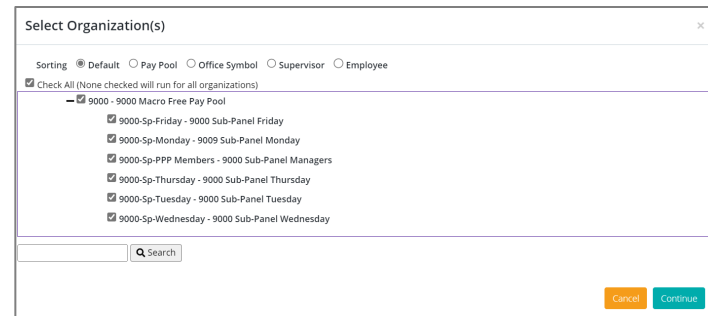 Select Organization(s) ×
Sorting Default Pay Pool Office Symbol Supervisor Employee
Check All (None checked will run for all organizations)
9000 - 9000 Macro Free Pay Pool
9000-Sp-Friday - 9000 Sub-Panel Friday
9000-Sp-Monday - 9009 Sub-Panel Monday
9000-Sp-PPP Members - 9000 Sub-Panel Managers
9000-Sp-Thursday - 9000 Sub-Panel Thursday
9000-Sp-Tuesday - 9000 Sub-Panel Tuesday
9000-Sp-Wednesday - 9000 Sub-Panel Wednesday
Search
Cancel Continue